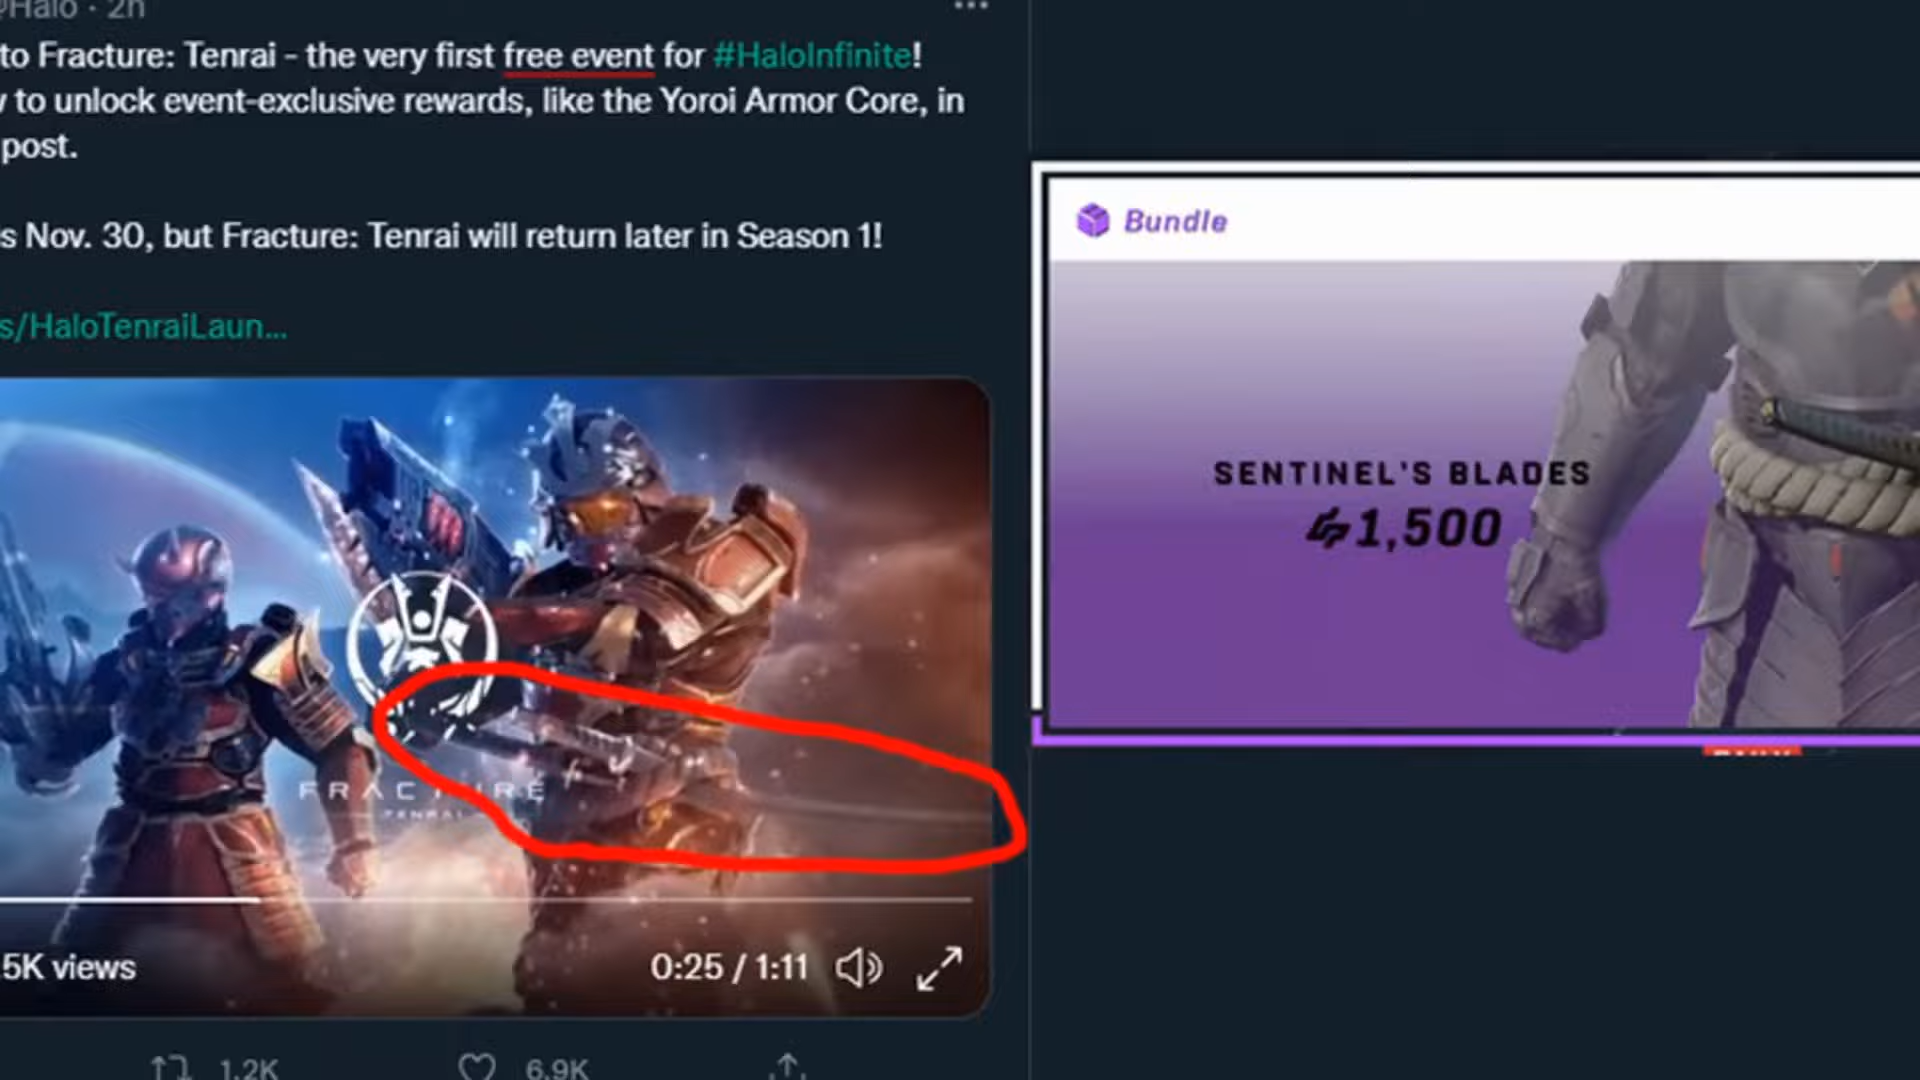 @Halo · 2h
to Fracture: Tenrai - the very first free event for #HaloInfinite!
to unlock event-exclusive rewards, like the Yoroi Armor Core, in
post.
s Nov. 30, but Fracture: Tenrai will return later in Season 1!
s/HaloTenraiLaun...
Bundle
SENTINEL'S BLADES
1,500
FRACTURE
TENRAI
5K views
0:25 / 1:11
1.2K
6.9K